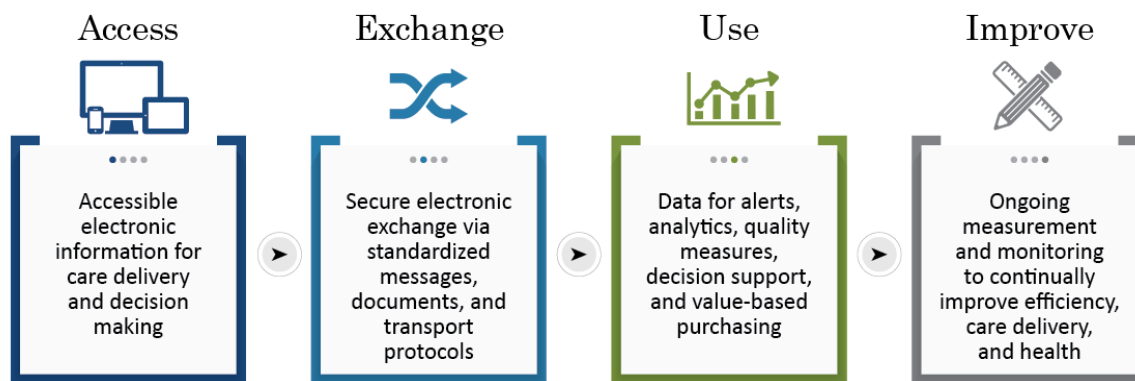 Access
Exchange
Use
Improve
Accessible
electronic
information for
care delivery
and decision
making
Secure electronic
exchange via
standardized
messages,
documents, and
transport
protocols
Data for alerts,
analytics, quality
measures,
decision support,
and value-based
purchasing
Ongoing
measurement
and monitoring
to continually
improve efficiency,
care delivery,
and health